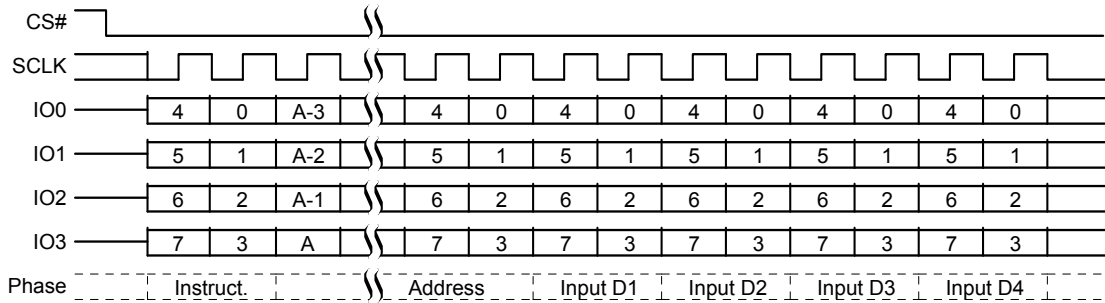 CS#
SCLK
IO0 4 0 A-3 4 0 4 0 4 0 4 0 4 0
IO1 5 1 A-2 5 1 5 1 5 1 5 1 5 1
IO2 6 2 A-1 6 2 6 2 6 2 6 2 6 2
IO3 7 3 A 7 3 7 3 7 3 7 3 7 3
Phase Instruct. Address Input D1 Input D2 Input D3 Input D4